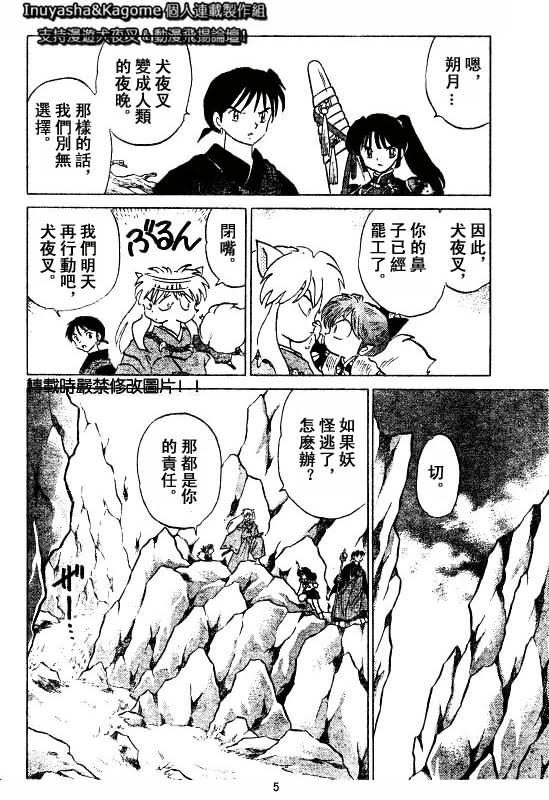 Inuyasha&Kagome 個人連載製作組
支持漫遊犬夜叉 & 動漫飛揚論壇!
嗯，
朔月…
犬夜叉
變成人類
的夜晚。
那樣的話，
我們別無
選擇。
因此，
犬夜叉，
你的鼻
子已經
罷工了。
閉嘴。
ぶるん
我們明天
再行動吧，
犬夜叉。
轉載時嚴禁修改圖片！！
切。
如果妖
怪逃了，
怎麽辦？
那都是你
的責任。
ザー…
5